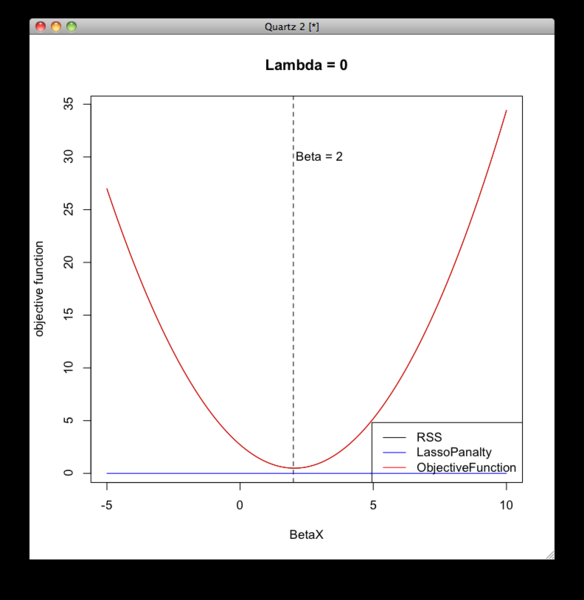 Quartz 2 [*]
Lambda = 0
35
30
25
20
15
10
5
0
objective function
Beta = 2
RSS
LassoPanalty
ObjectiveFunction
-5
0
5
10
BetaX